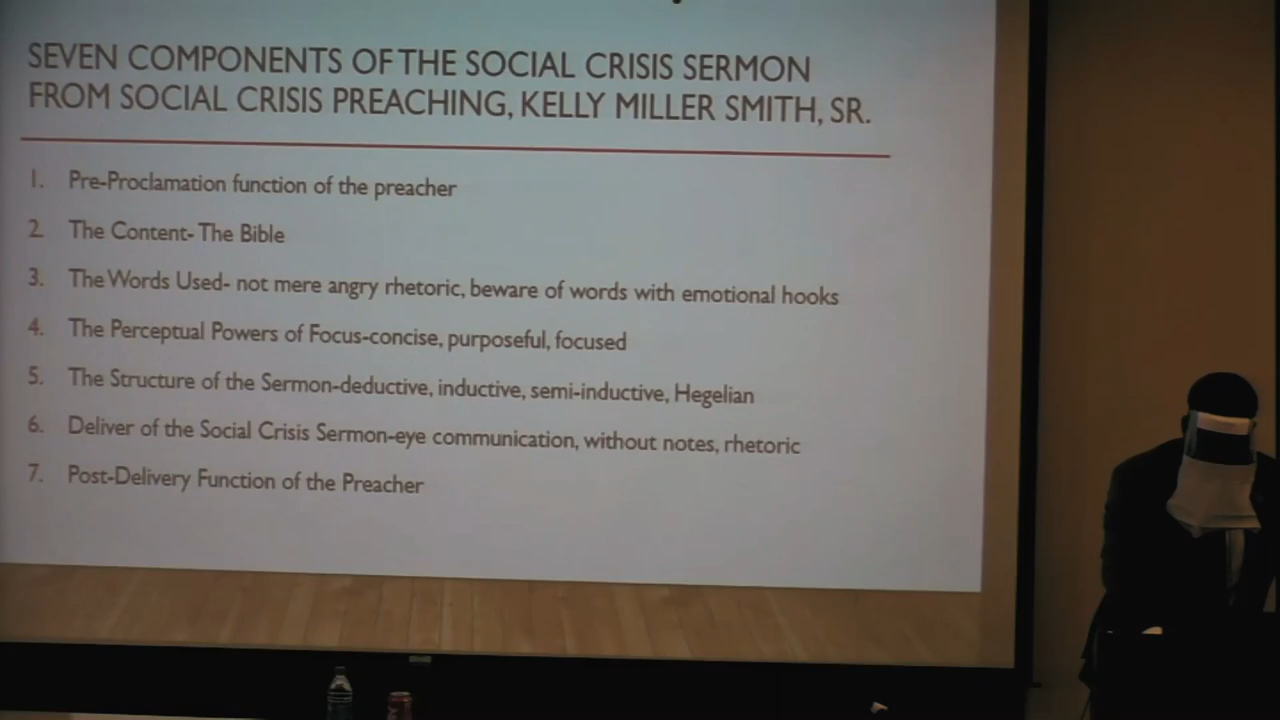 SEVEN COMPONENTS OF THE SOCIAL CRISIS SERMON
FROM SOCIAL CRISIS PREACHING, KELLY MILLER SMITH, SR.
1. Pre-Proclamation function of the preacher
2. The Content- The Bible
3. The Words Used- not mere angry rhetoric, beware of words with emotional hooks
4. The Perceptual Powers of Focus-concise, purposeful, focused
5. The Structure of the Sermon-deductive, inductive, semi-inductive, Hegelian
6. Deliver of the Social Crisis Sermon-eye communication, without notes, rhetoric
7. Post-Delivery Function of the Preacher